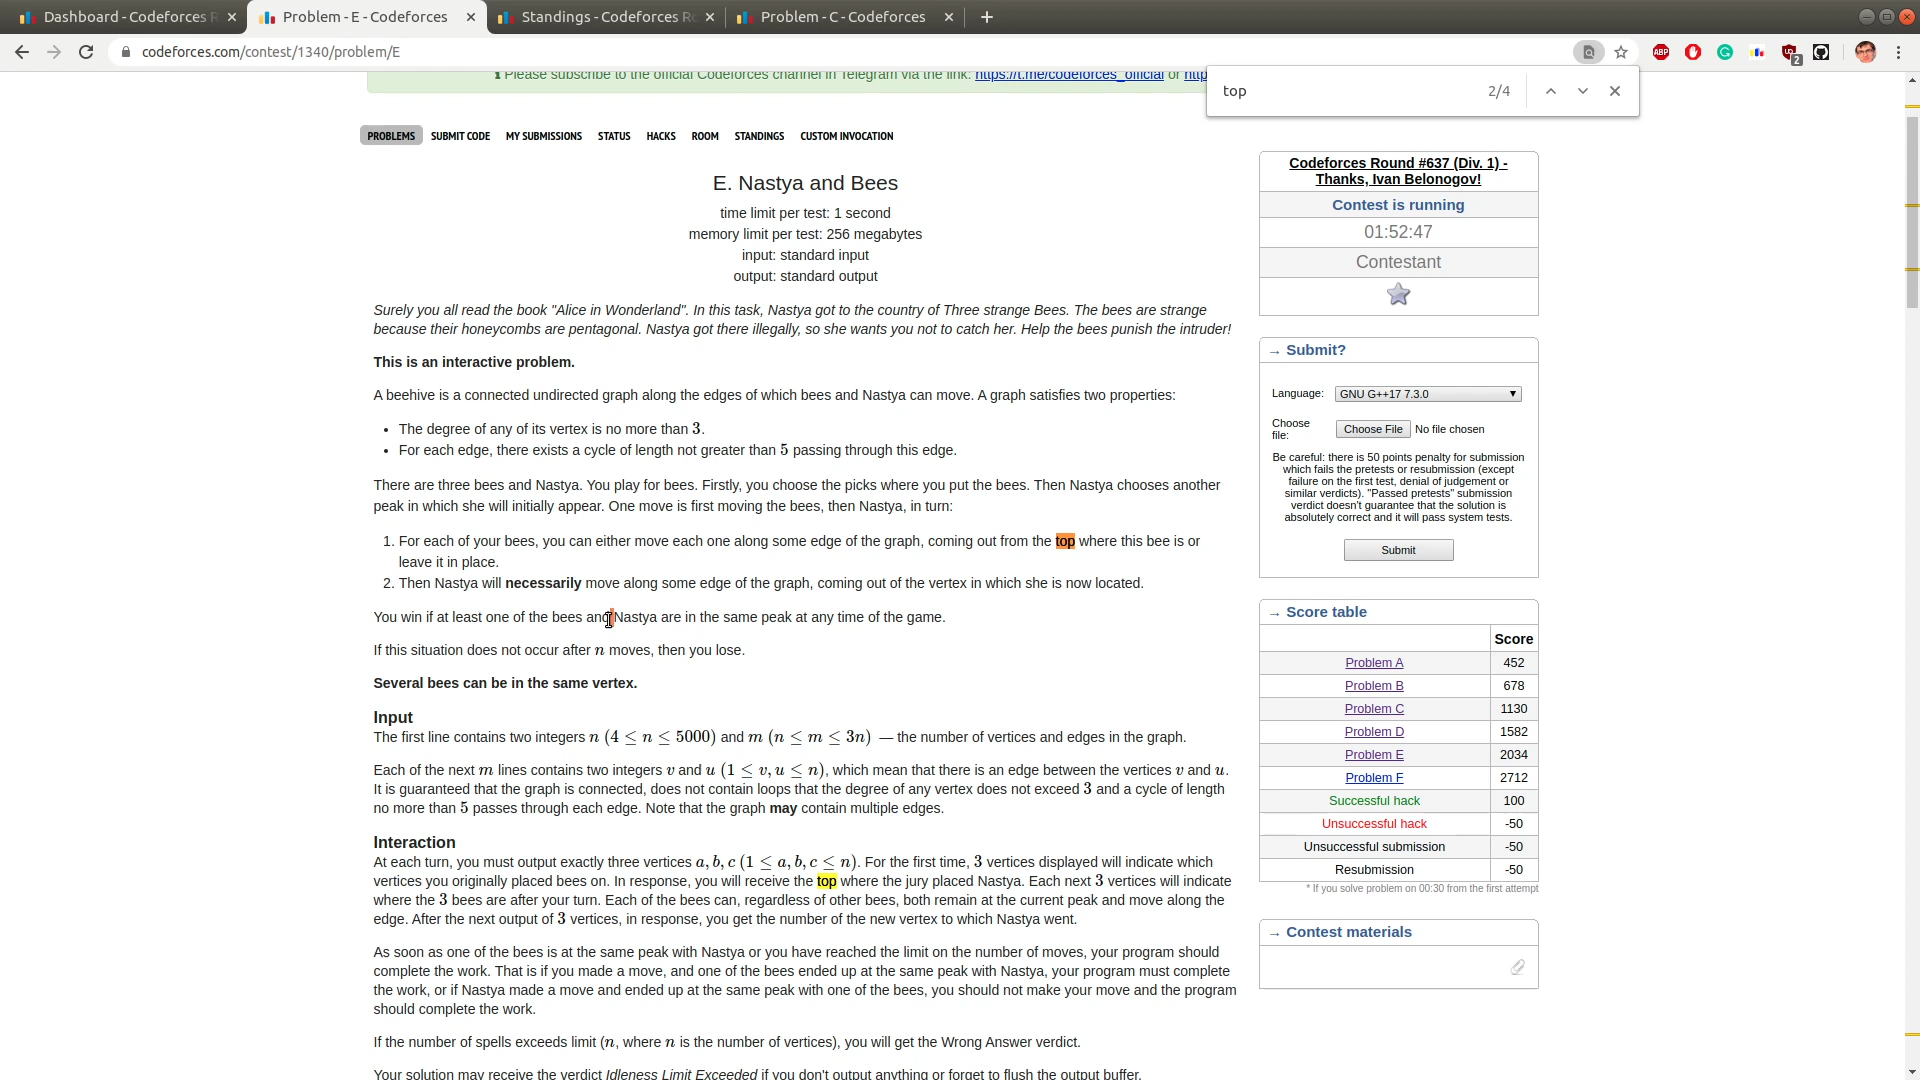 Dashboard - Codeforces R
Problem - E - Codeforces
Standings - Codeforces Ro
Problem - C - Codeforces
codeforces.com/contest/1340/problem/E
ABP
2
top 2/4
Please subscribe to the official Codeforces channel in Telegram via the link: https://t.me/codeforces_official or http
PROBLEMS SUBMIT CODE MY SUBMISSIONS STATUS HACKS ROOM STANDINGS CUSTOM INVOCATION
E. Nastya and Bees
time limit per test: 1 second
memory limit per test: 256 megabytes
input: standard input
output: standard output
Surely you all read the book "Alice in Wonderland". In this task, Nastya got to the country of Three strange Bees. The bees are strange
because their honeycombs are pentagonal. Nastya got there illegally, so she wants you not to catch her. Help the bees punish the intruder!
This is an interactive problem.
A beehive is a connected undirected graph along the edges of which bees and Nastya can move. A graph satisfies two properties:
• The degree of any of its vertex is no more than 3.
• For each edge, there exists a cycle of length not greater than 5 passing through this edge.
There are three bees and Nastya. You play for bees. Firstly, you choose the picks where you put the bees. Then Nastya chooses another
peak in which she will initially appear. One move is first moving the bees, then Nastya, in turn:
1. For each of your bees, you can either move each one along some edge of the graph, coming out from the top where this bee is or
leave it in place.
2. Then Nastya will necessarily move along some edge of the graph, coming out of the vertex in which she is now located.
You win if at least one of the bees and Nastya are in the same peak at any time of the game.
If this situation does not occur after n moves, then you lose.
Several bees can be in the same vertex.
Input
The first line contains two integers n (4 ≤ n ≤ 5000) and m (n ≤ m ≤ 3n) — the number of vertices and edges in the graph.
Each of the next m lines contains two integers v and u (1 ≤ v, u ≤ n), which mean that there is an edge between the vertices v and u.
It is guaranteed that the graph is connected, does not contain loops that the degree of any vertex does not exceed 3 and a cycle of length
no more than 5 passes through each edge. Note that the graph may contain multiple edges.
Interaction
At each turn, you must output exactly three vertices a, b, c (1 ≤ a, b, c ≤ n). For the first time, 3 vertices displayed will indicate which
vertices you originally placed bees on. In response, you will receive the top where the jury placed Nastya. Each next 3 vertices will indicate
where the 3 bees are after your turn. Each of the bees can, regardless of other bees, both remain at the current peak and move along the
edge. After the next output of 3 vertices, in response, you get the number of the new vertex to which Nastya went.
As soon as one of the bees is at the same peak with Nastya or you have reached the limit on the number of moves, your program should
complete the work. That is if you made a move, and one of the bees ended up at the same peak with Nastya, your program must complete
the work, or if Nastya made a move and ended up at the same peak with one of the bees, you should not make your move and the program
should complete the work.
If the number of spells exceeds limit (n, where n is the number of vertices), you will get the Wrong Answer verdict.
Your solution may receive the verdict Idleness Limit Exceeded if you don't output anything or forget to flush the output buffer.
Codeforces Round #637 (Div. 1) -
Thanks, Ivan Belonogov!
Contest is running
01:52:47
Contestant
→ Submit?
Language: GNU G++17 7.3.0
Choose
file: Choose File No file chosen
Be careful: there is 50 points penalty for submission
which fails the pretests or resubmission (except
failure on the first test, denial of judgement or
similar verdicts). "Passed pretests" submission
verdict doesn't guarantee that the solution is
absolutely correct and it will pass system tests.
Submit
→ Score table
Score
Problem A 452
Problem B 678
Problem C 1130
Problem D 1582
Problem E 2034
Problem F 2712
Successful hack 100
Unsuccessful hack -50
Unsuccessful submission -50
Resubmission -50
* If you solve problem on 00:30 from the first attempt
→ Contest materials